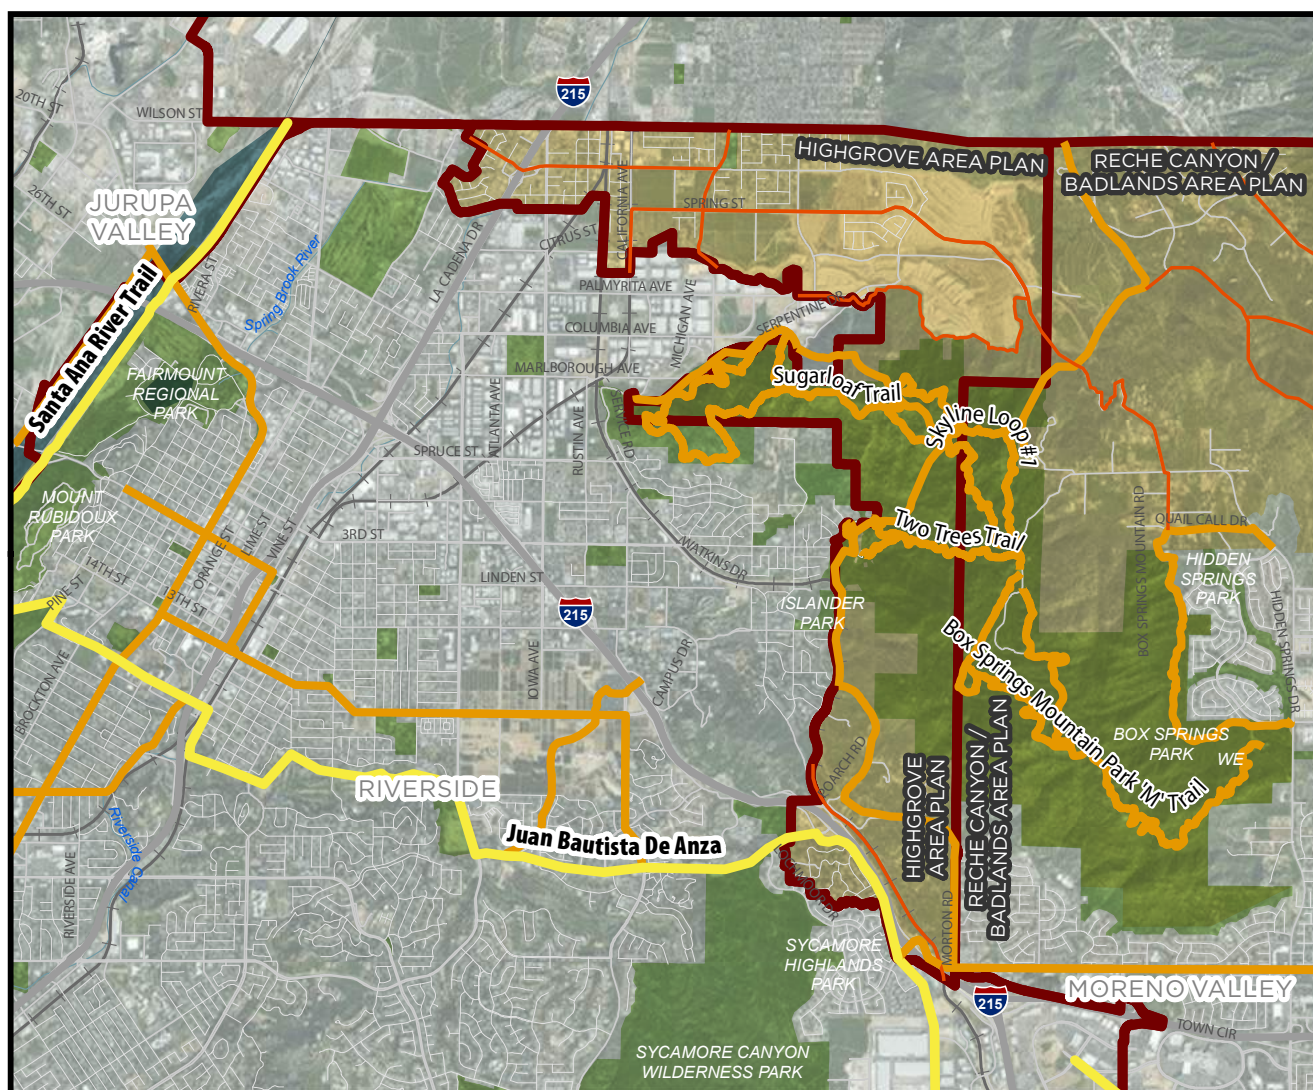 215
20TH ST
WILSON ST
HIGHGROVE AREA PLAN
RECHE CANYON /
BADLANDS AREA PLAN
26TH ST
JURUPA
VALLEY
CALIFORNIA AVE
SPRING ST
CITRUS ST
LA CADENA DR
Spring Brook River
RIVERA ST
Santa Ana River Trail
PALMYRITA AVE
MICHIGAN AVE
SERPENTINE DR
COLUMBIA AVE
MARLBOROUGH AVE
FAIRMOUNT
REGIONAL
PARK
Sugarloaf Trail
Skyline Loop #1
ATLANTA AVE
RUSTIN AVE
SERVICE RD
SPRUCE ST
MOUNT
RUBIDOUX
PARK
ORANGE ST
LIME ST
VINE ST
3RD ST
Two Trees Trail
BOX SPRINGS MOUNTAIN RD
QUAIL CALL DR
WATKINS DR
14TH ST
13TH ST
PINE ST
LINDEN ST
215
ISLANDER
PARK
HIDDEN
SPRINGS
PARK
HIDDEN SPRINGS DR
BROCKTON AVE
IOWA AVE
CAMPUS DR
Box Springs Mountain Park 'M' Trail
BOX SPRINGS
PARK
WE
POARCH RD
HIGHGROVE
AREA PLAN
RECHE CANYON /
BADLANDS AREA PLAN
RIVERSIDE
Riverside Canal
Juan Bautista De Anza
RIVERSIDE AVE
MORTON RD
SYCAMORE
HIGHLANDS
PARK
MORENO VALLEY
215
TOWN CIR
SYCAMORE CANYON
WILDERNESS PARK